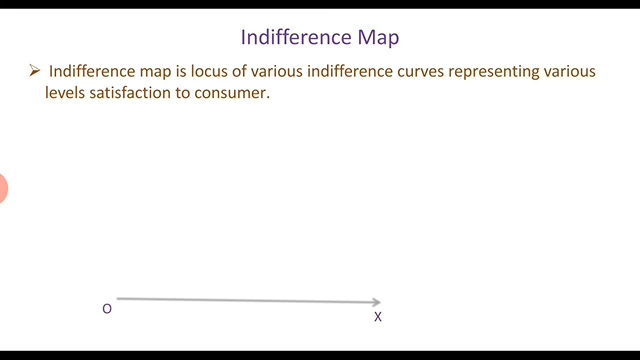 Indifference Map
➢ Indifference map is locus of various indifference curves representing various
levels satisfaction to consumer.
O
X